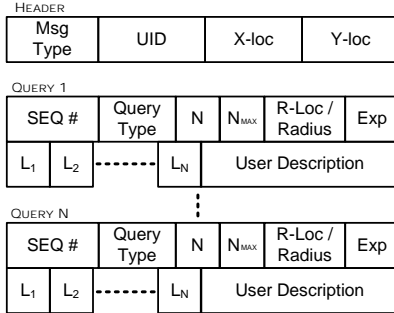 HEADER
Msg Type UID X-loc Y-loc
QUERY 1
SEQ # Query Type N NMAX R-Loc / Radius Exp
L1 L2 LN User Description
QUERY N
SEQ # Query Type N NMAX R-Loc / Radius Exp
L1 L2 LN User Description